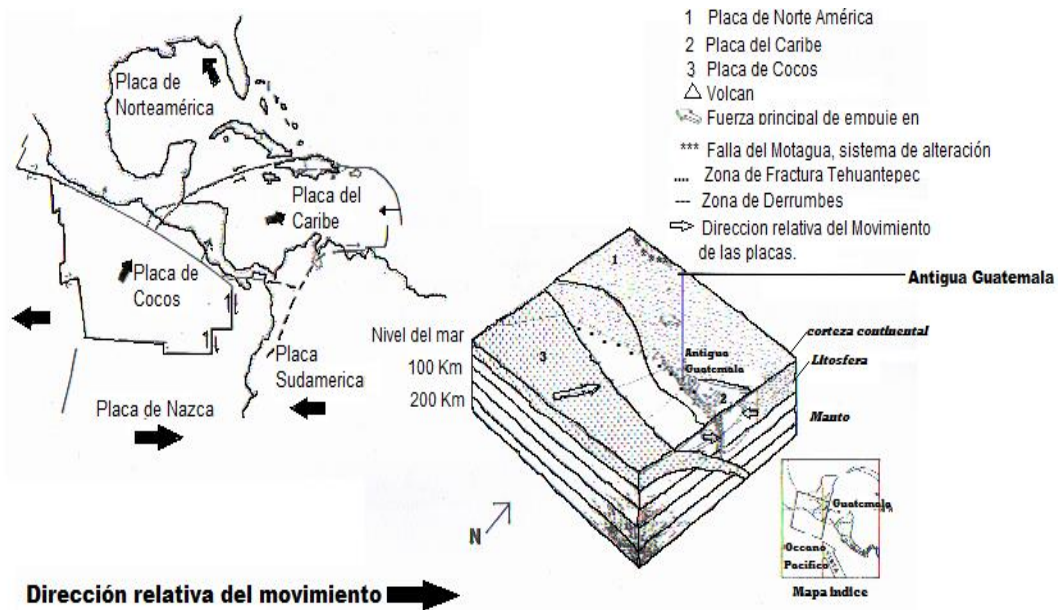 Placa de
Norteamérica
Placa del
Caribe
Placa de
Cocos
Placa
Sudamerica
Placa de Nazca
Dirección relativa del movimiento
1 Placa de Norte América
2 Placa del Caribe
3 Placa de Cocos
Volcan
Fuerza principal de empuie en
*** Falla del Motagua, sistema de alteración
.... Zona de Fractura Tehuantepec
--- Zona de Derrumbes
Direccion relativa del Movimiento
de las placas.
Antigua Guatemala
Nivel del mar
100 Km
200 Km
1
3
Antigua
Guatemala
2
corteza continental
Litosfera
Manto
N
Guatemala
Occano
Pacifico
Mapa indice